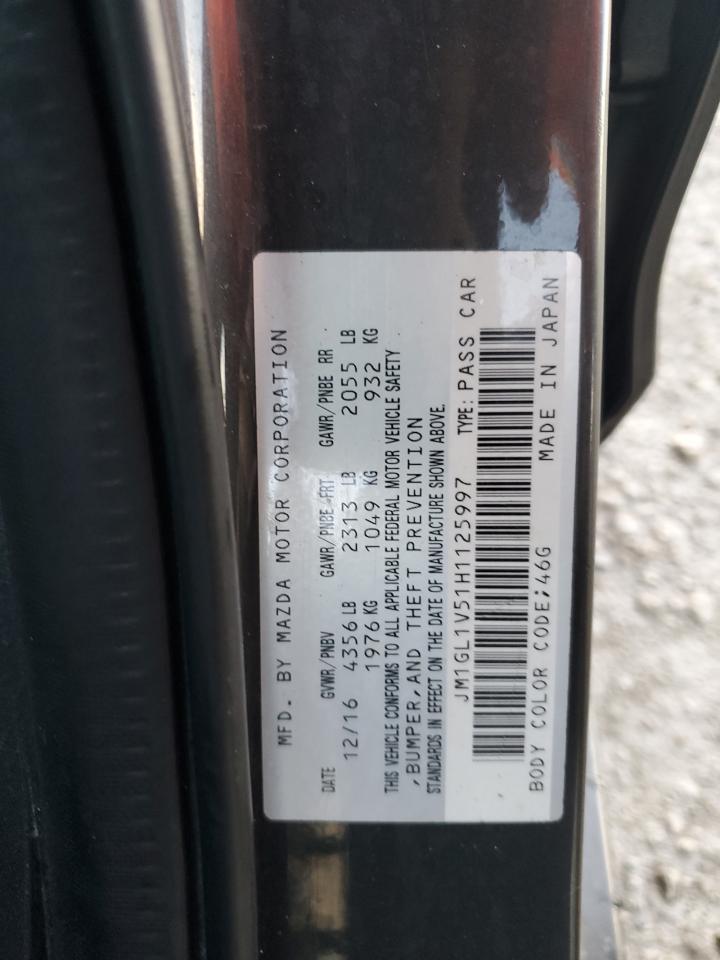 MFD. BY MAZDA MOTOR CORPORATION
DATE GVWR/PNBV GAWR/PNBE FRT GAWR/PNBE RR
12/16 4356 LB 2313 LB 2055 LB
1976 KG 1049 KG 932 KG
THIS VEHICLE CONFORMS TO ALL APPLICABLE FEDERAL MOTOR VEHICLE SAFETY
,BUMPER,AND THEFT PREVENTION
STANDARDS IN EFFECT ON THE DATE OF MANUFACTURE SHOWN ABOVE.
JM1GL1V51H1125997 TYPE: PASS CAR
BODY COLOR CODE;46G MADE IN JAPAN